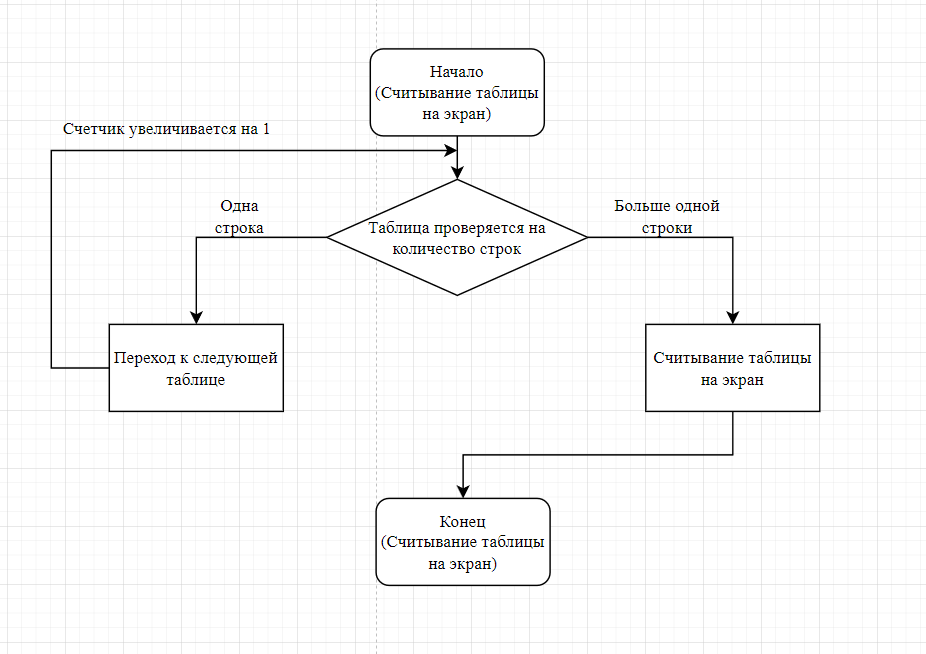 Начало
(Считывание таблицы
на экран)
Счетчик увеличивается на 1
Одна
строка
Больше одной
строки
Таблица проверяется на
количество строк
Переход к следующей
таблице
Считывание таблицы
на экран
Конец
(Считывание таблицы
на экран)